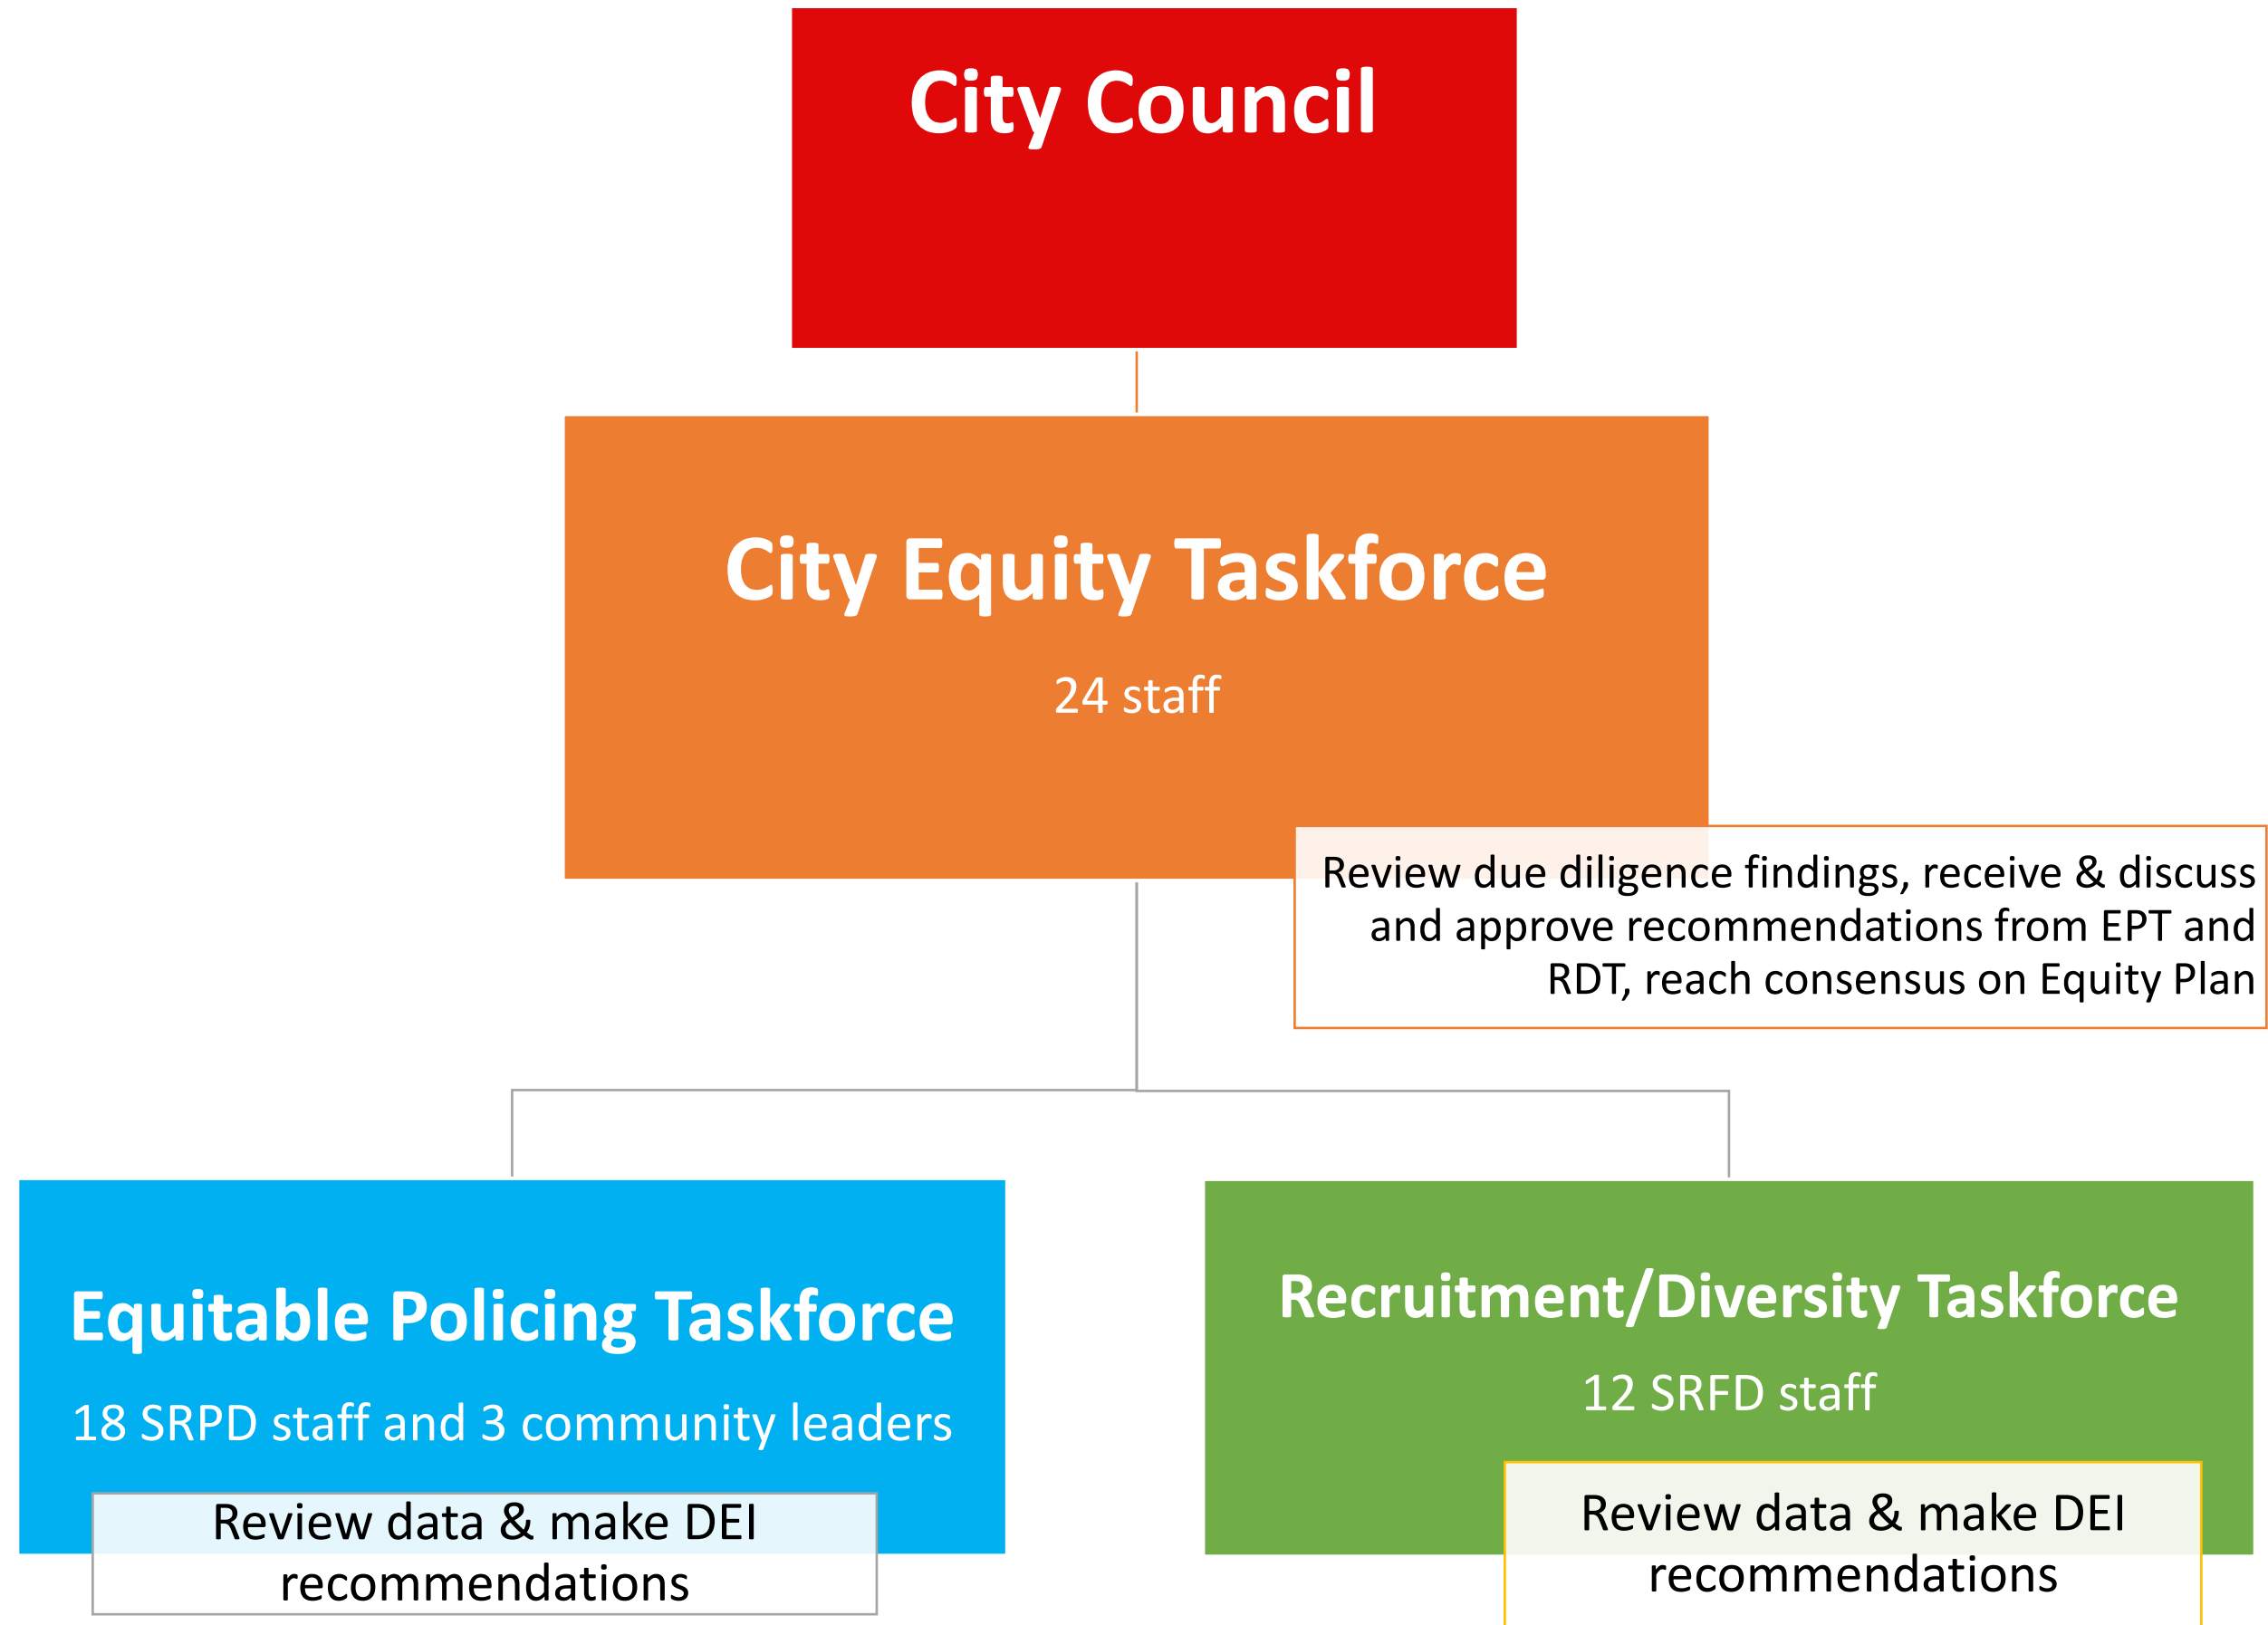 City Council
City Equity Taskforce
24 staff
Review due diligence findings, receive & discuss
and approve recommendations from EPT and
RDT, reach consensus on Equity Plan
Equitable Policing Taskforce
18 SRPD staff and 3 community leaders
Review data & make DEI
recommendations
Recruitment/Diverity Taskforce
12 SRFD staff
Review data & make DEI
recommendations